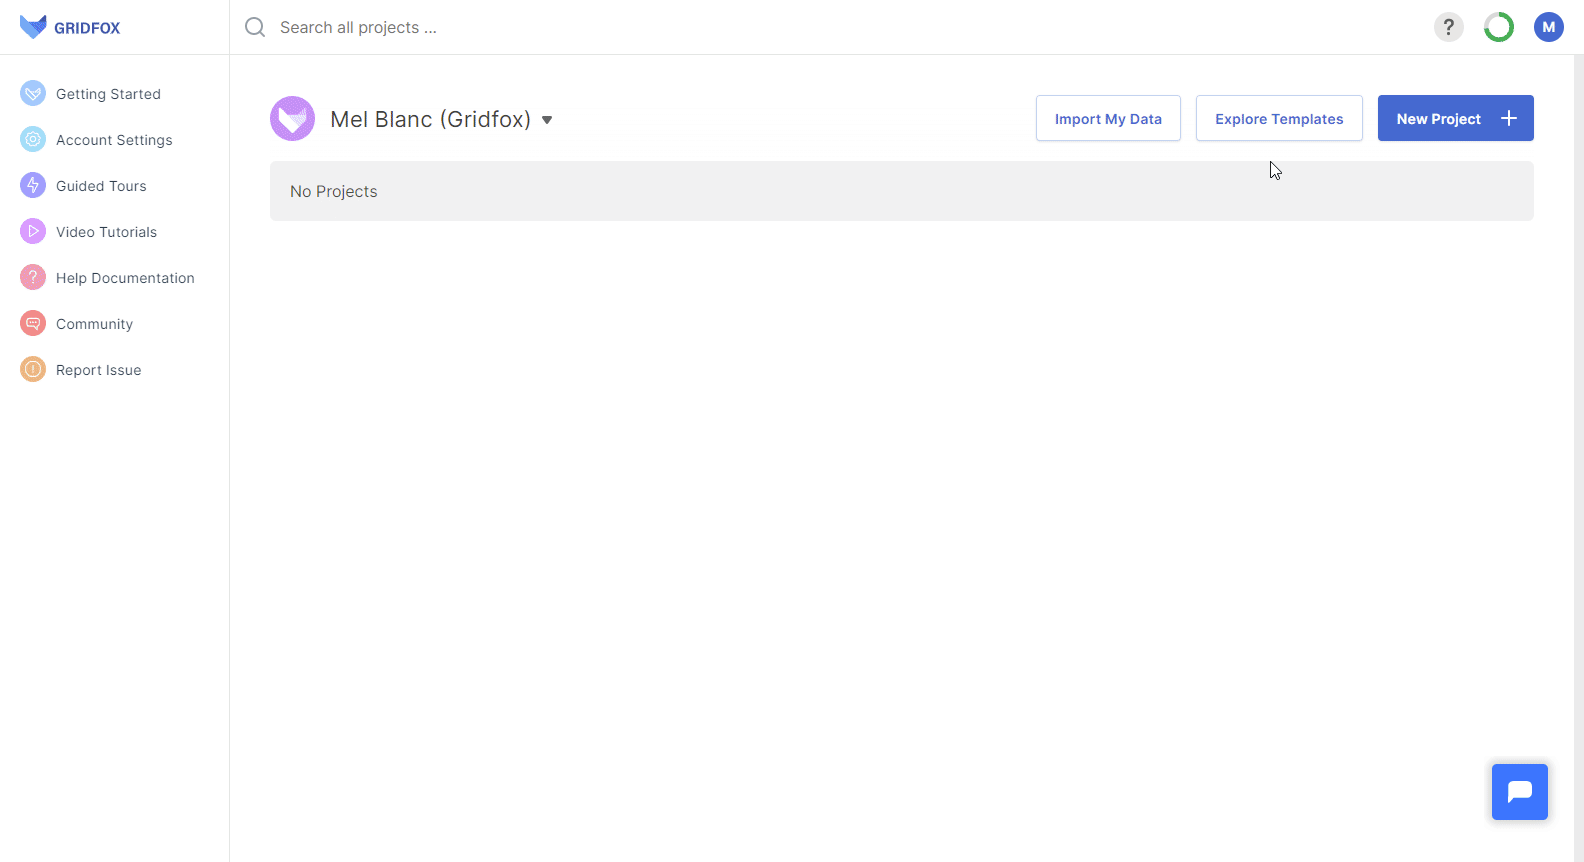 GRIDFOX
Search all projects ...
?
M
Getting Started
Account Settings
Guided Tours
Video Tutorials
Help Documentation
Community
Report Issue
Mel Blanc (Gridfox)
Import My Data
Explore Templates
New Project
No Projects